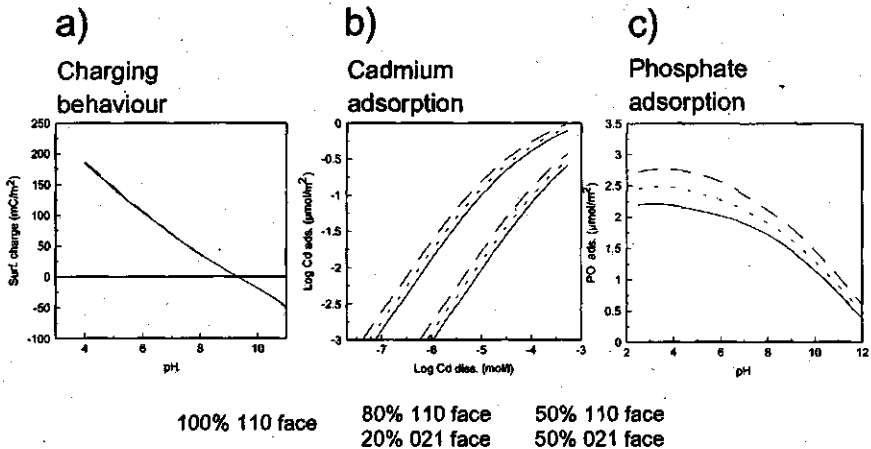 a)
Charging
behaviour
250
200
150
100
50
0
-50
-100
Surf. charge (mC/m²)
4
6
8
10
pH
b)
Cadmium
adsorption
0
-0.5
-1
-1.5
-2
-2.5
-3
Log Cd ads. (μmol/m²)
-7
-6
-5
-4
-3
Log Cd diss. (mol/l)
c)
Phosphate
adsorption
3.5
3
2.5
2
1.5
1
0.5
0
PO ads. (μmol/m²)
2
4
6
8
10
12
pH
100% 110 face
80% 110 face
20% 021 face
50% 110 face
50% 021 face